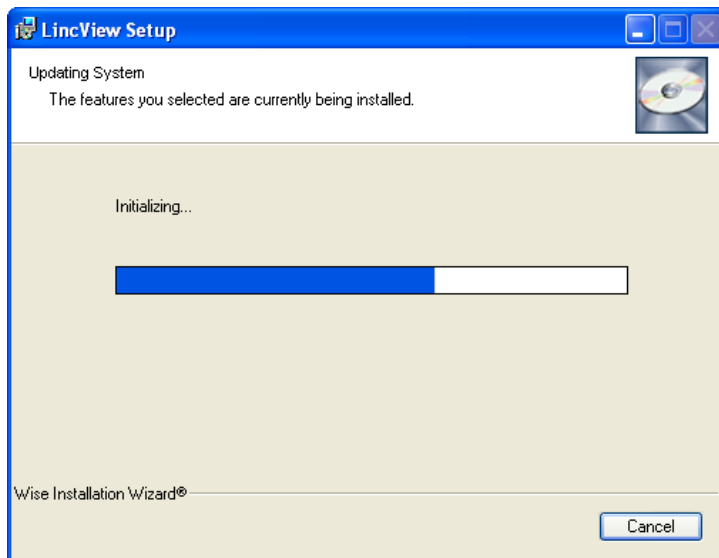 LincView Setup
Updating System
The features you selected are currently being installed.
Initializing...
Wise Installation Wizard®
Cancel